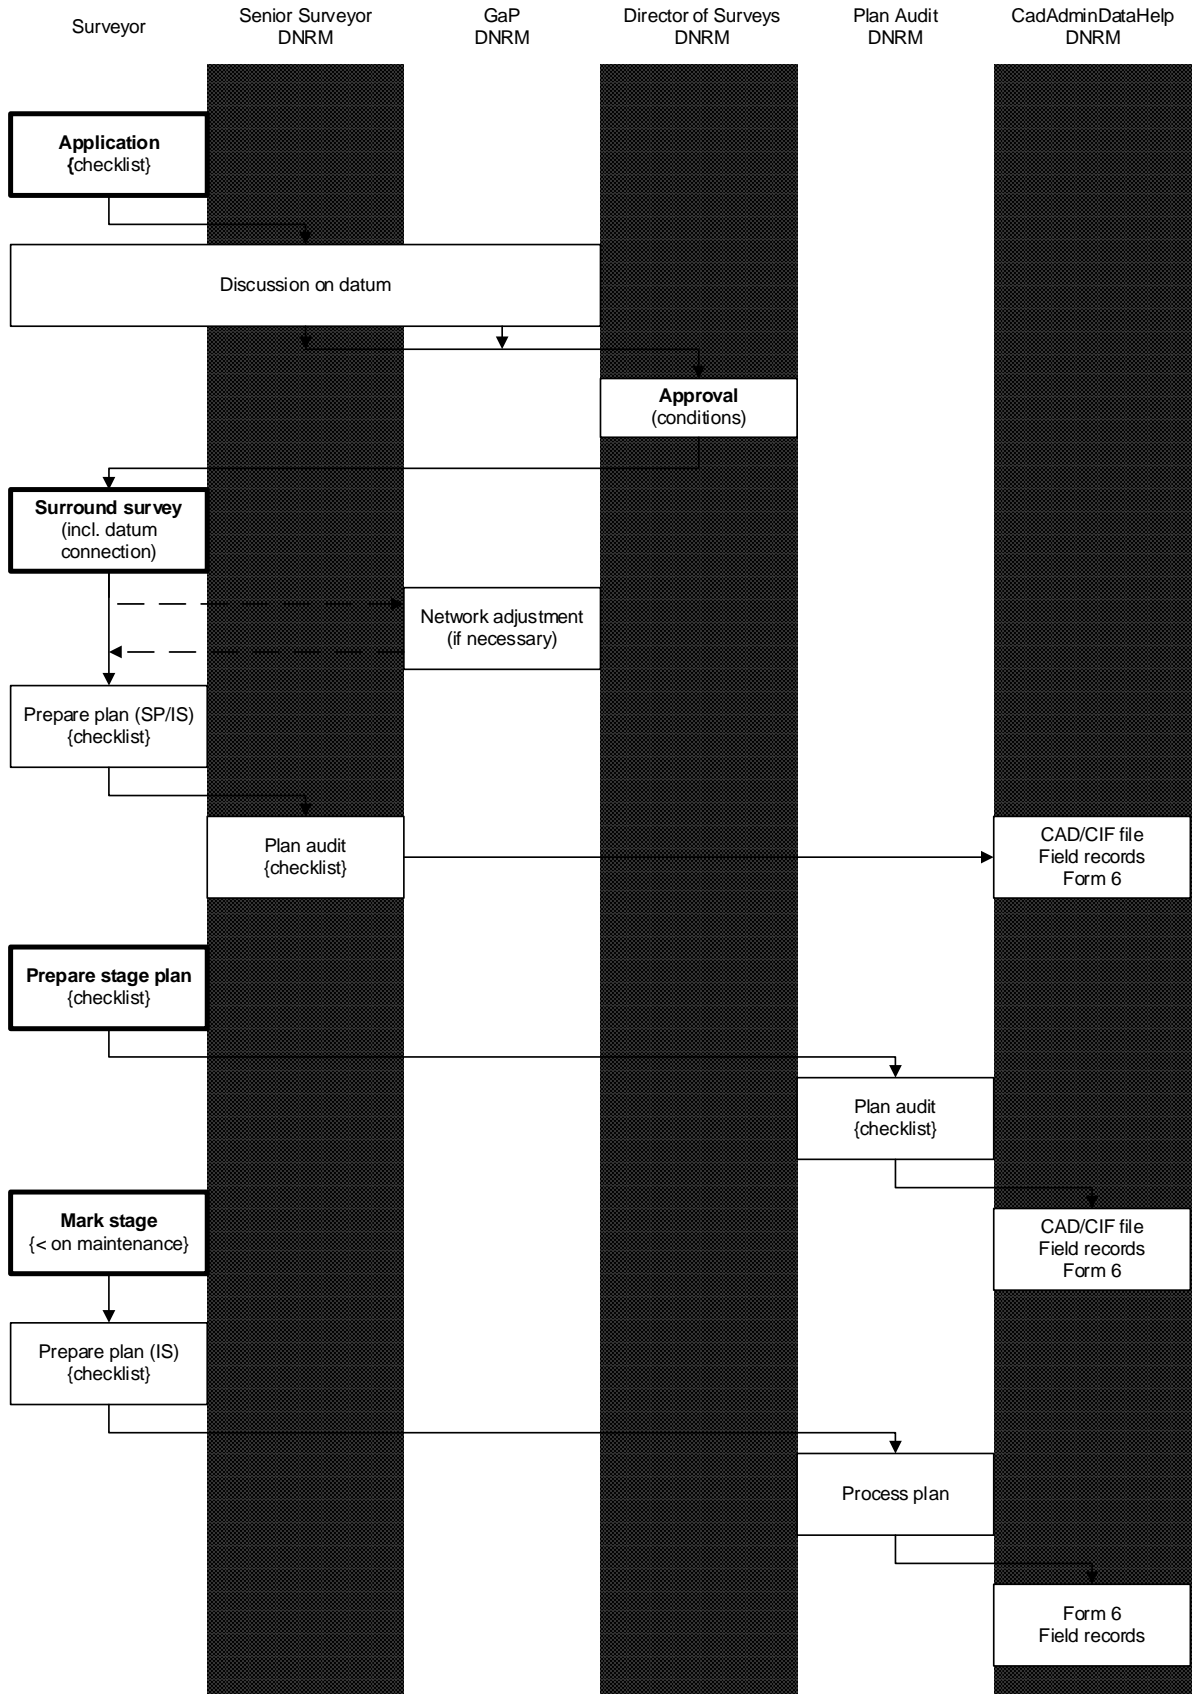 Surveyor
Senior Surveyor
DNRM
GaP
DNRM
Director of Surveys
DNRM
Plan Audit
DNRM
CadAdminDataHelp
DNRM
Application
{checklist}
Discussion on datum
Approval
(conditions)
Surround survey
(incl. datum
connection)
Network adjustment
(if necessary)
Prepare plan (SP/IS)
{checklist}
Plan audit
{checklist}
CAD/CIF file
Field records
Form 6
Prepare stage plan
{checklist}
Plan audit
{checklist}
Mark stage
{< on maintenance}
CAD/CIF file
Field records
Form 6
Prepare plan (IS)
{checklist}
Process plan
Form 6
Field records